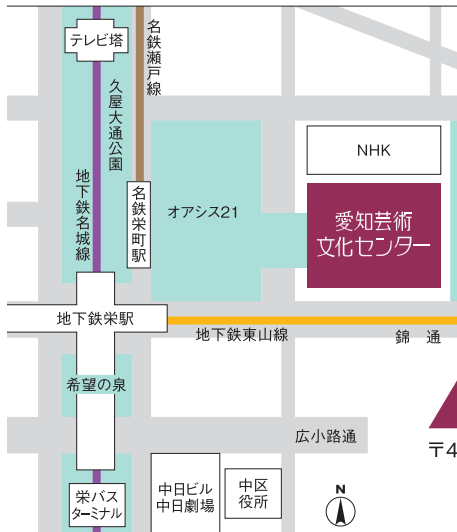 テレビ塔
名鉄瀬戸線
久屋大通公園
NHK
地下鉄名城線
名鉄栄町駅
オアシス21
愛知芸術
文化センター
地下鉄栄駅
地下鉄東山線
錦通
希望の泉
広小路通
〒4
栄バス
ターミナル
中日ビル
中日劇場
中区
役所
N